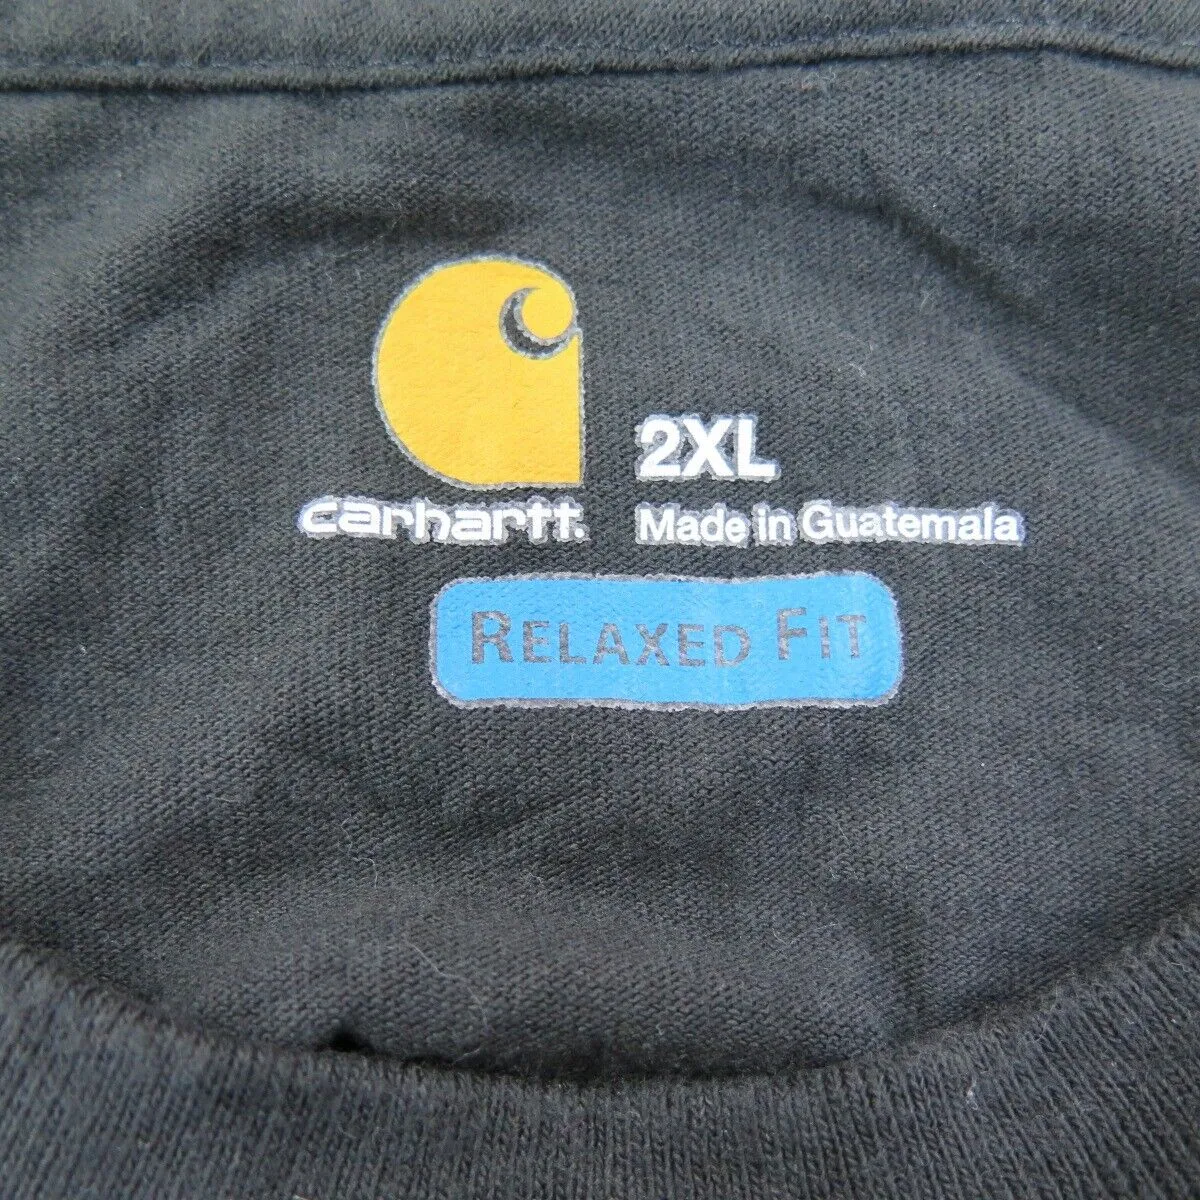 2XL
carhartt.
Made in Guatemala
RELAXED FIT